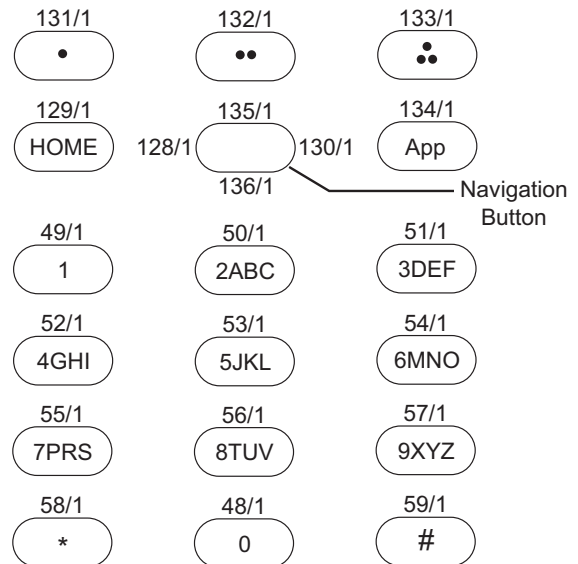 131/1 132/1 133/1
• •• ⛬
129/1 135/1 134/1
HOME 128/1 130/1 App
136/1
Navigation
Button
49/1 50/1 51/1
1 2ABC 3DEF
52/1 53/1 54/1
4GHI 5JKL 6MNO
55/1 56/1 57/1
7PRS 8TUV 9XYZ
58/1 48/1 59/1
* 0 #